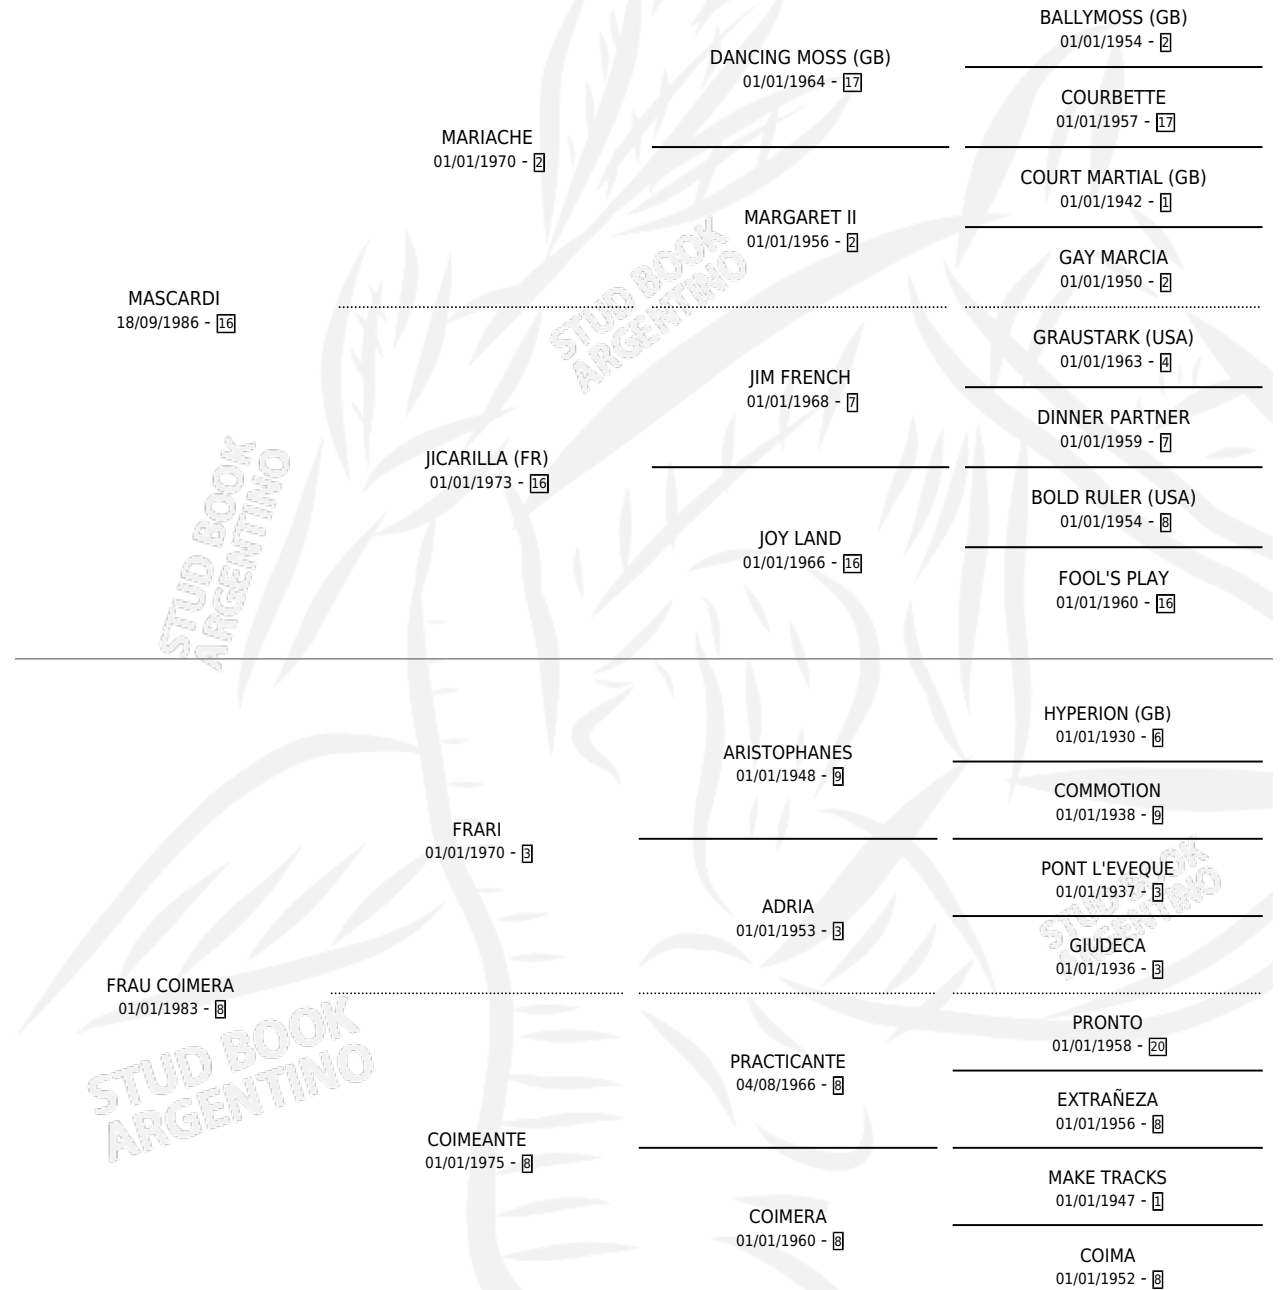 BALLYMOSS (GB)
01/01/1954 - 2
DANCING MOSS (GB)
01/01/1964 - 17
COURBETTE
01/01/1957 - 17
MARIACHE
01/01/1970 - 2
COURT MARTIAL (GB)
01/01/1942 - 1
MARGARET II
01/01/1956 - 2
GAY MARCIA
01/01/1950 - 2
MASCARDI
18/09/1986 - 16
GRAUSTARK (USA)
01/01/1963 - 4
JIM FRENCH
01/01/1968 - 7
DINNER PARTNER
01/01/1959 - 7
JICARILLA (FR)
01/01/1973 - 16
BOLD RULER (USA)
01/01/1954 - 8
JOY LAND
01/01/1966 - 16
FOOL'S PLAY
01/01/1960 - 16
HYPERION (GB)
01/01/1930 - 6
ARISTOPHANES
01/01/1948 - 9
COMMOTION
01/01/1938 - 9
FRARI
01/01/1970 - 3
PONT L'EVEQUE
01/01/1937 - 3
ADRIA
01/01/1953 - 3
GIUDECA
01/01/1936 - 3
FRAU COIMERA
01/01/1983 - 8
PRONTO
01/01/1958 - 20
PRACTICANTE
04/08/1966 - 8
EXTRAÑEZA
01/01/1956 - 8
COIMEANTE
01/01/1975 - 8
MAKE TRACKS
01/01/1947 - 1
COIMERA
01/01/1960 - 8
COIMA
01/01/1952 - 8
STUD BOOK
ARGENTINO
STUD BOOK
ARGENTINO
STUD BOOK
ARGENTINO
STUD BOOK
ARGENTINO